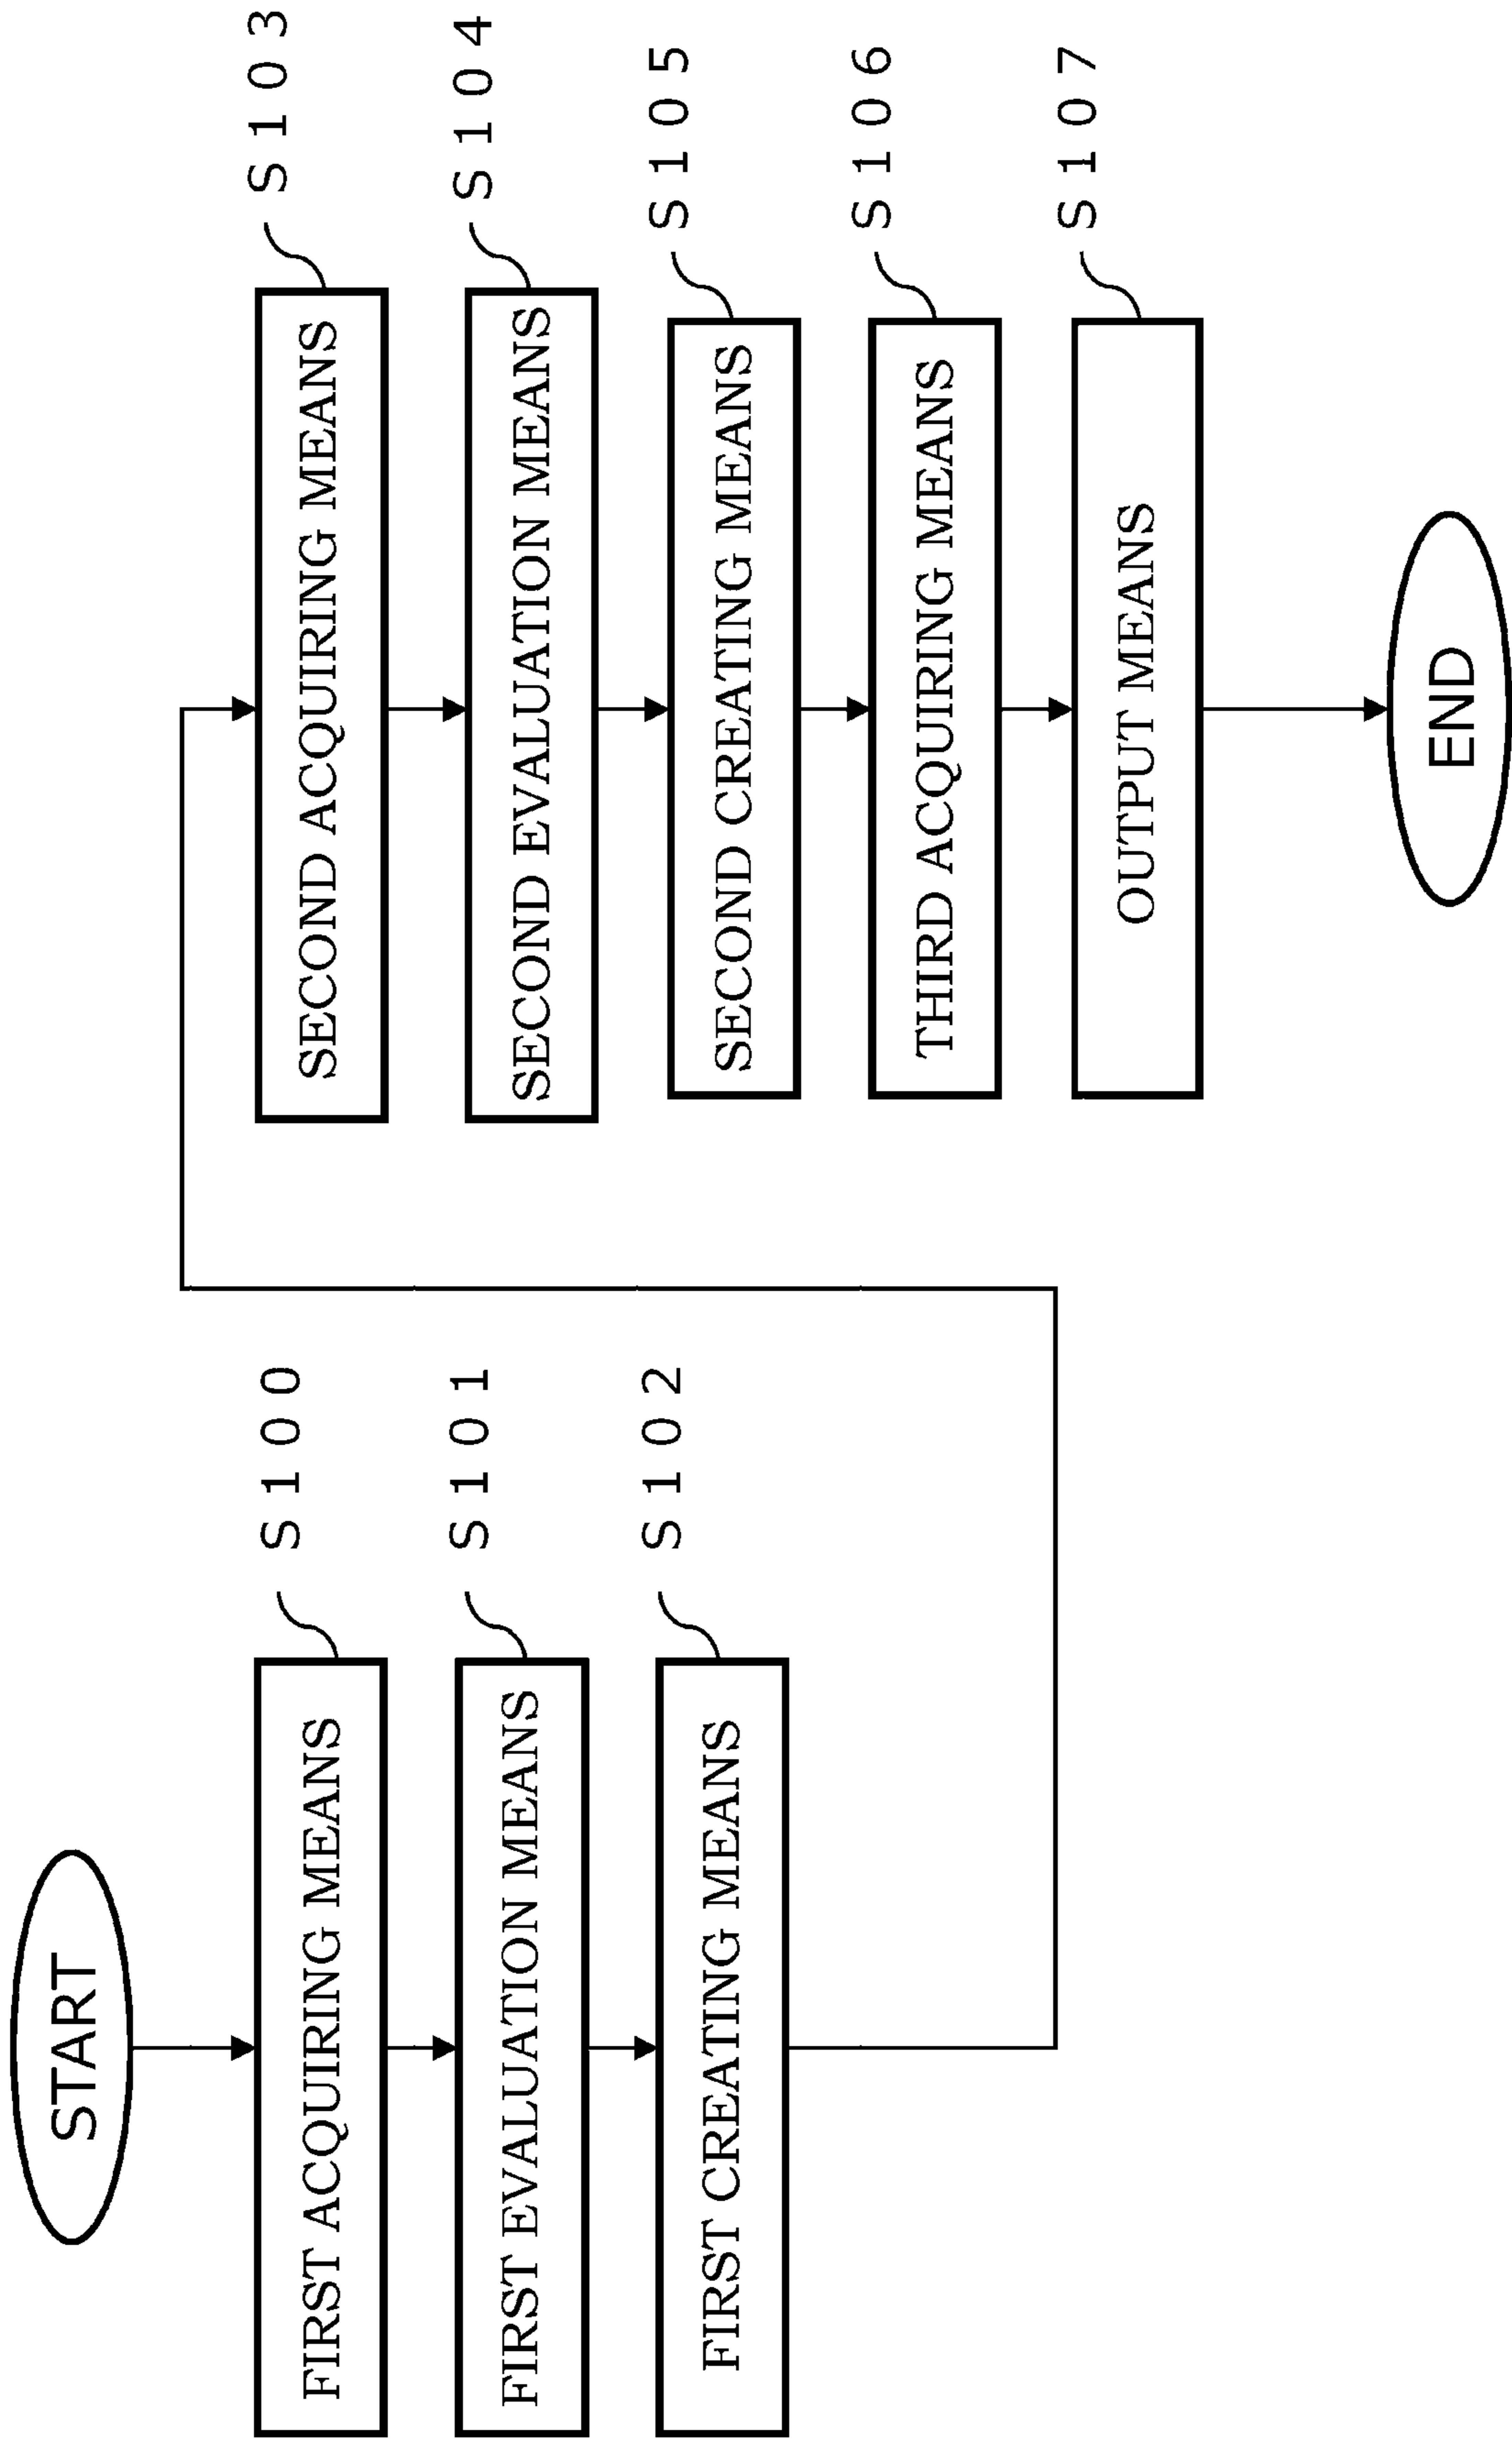 START
FIRST ACQUIRING MEANS
S100
FIRST EVALUATION MEANS
S101
FIRST CREATING MEANS
S102
SECOND ACQUIRING MEANS
S103
SECOND EVALUATION MEANS
S104
SECOND CREATING MEANS
S105
THIRD ACQUIRING MEANS
S106
OUTPUT MEANS
S107
END